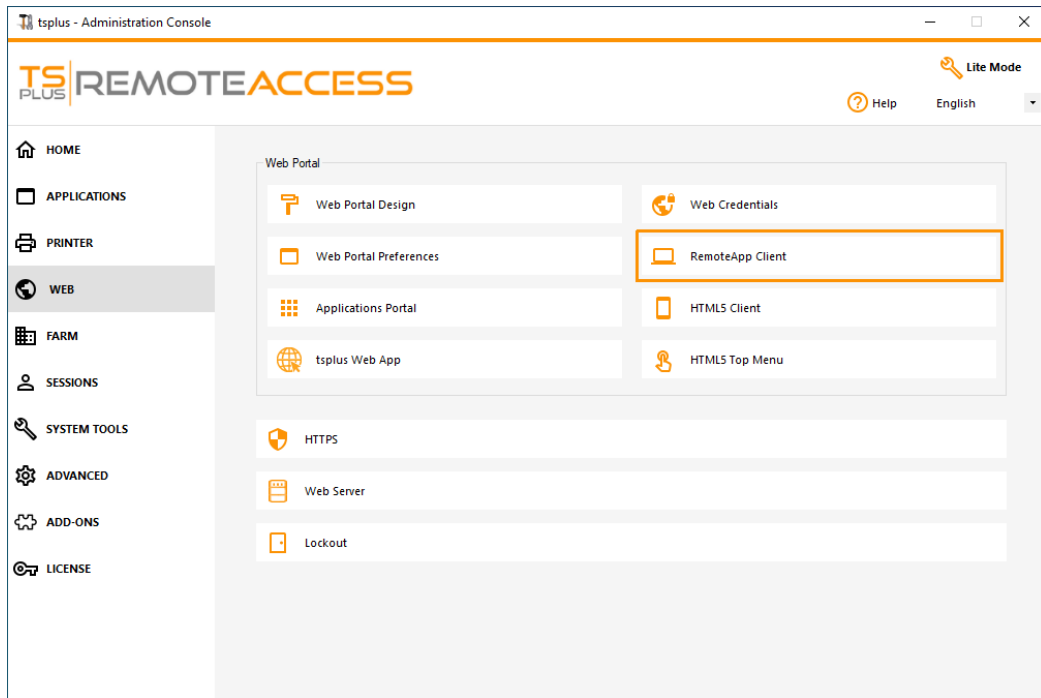 tsplus - Administration Console
TS PLUS REMOTEACCESS
Lite Mode
Help
English
HOME
APPLICATIONS
PRINTER
WEB
FARM
SESSIONS
SYSTEM TOOLS
ADVANCED
ADD-ONS
LICENSE
Web Portal
Web Portal Design
Web Credentials
Web Portal Preferences
RemoteApp Client
Applications Portal
HTML5 Client
tsplus Web App
HTML5 Top Menu
HTTPS
Web Server
Lockout